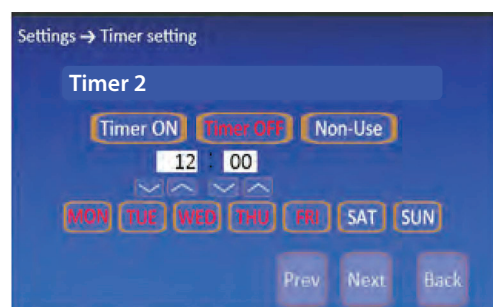 Settings → Timer setting
Timer 2
Timer ON Timer OFF Non-Use
12 : 00
MON TUE WED THU FRI SAT SUN
Prev Next Back